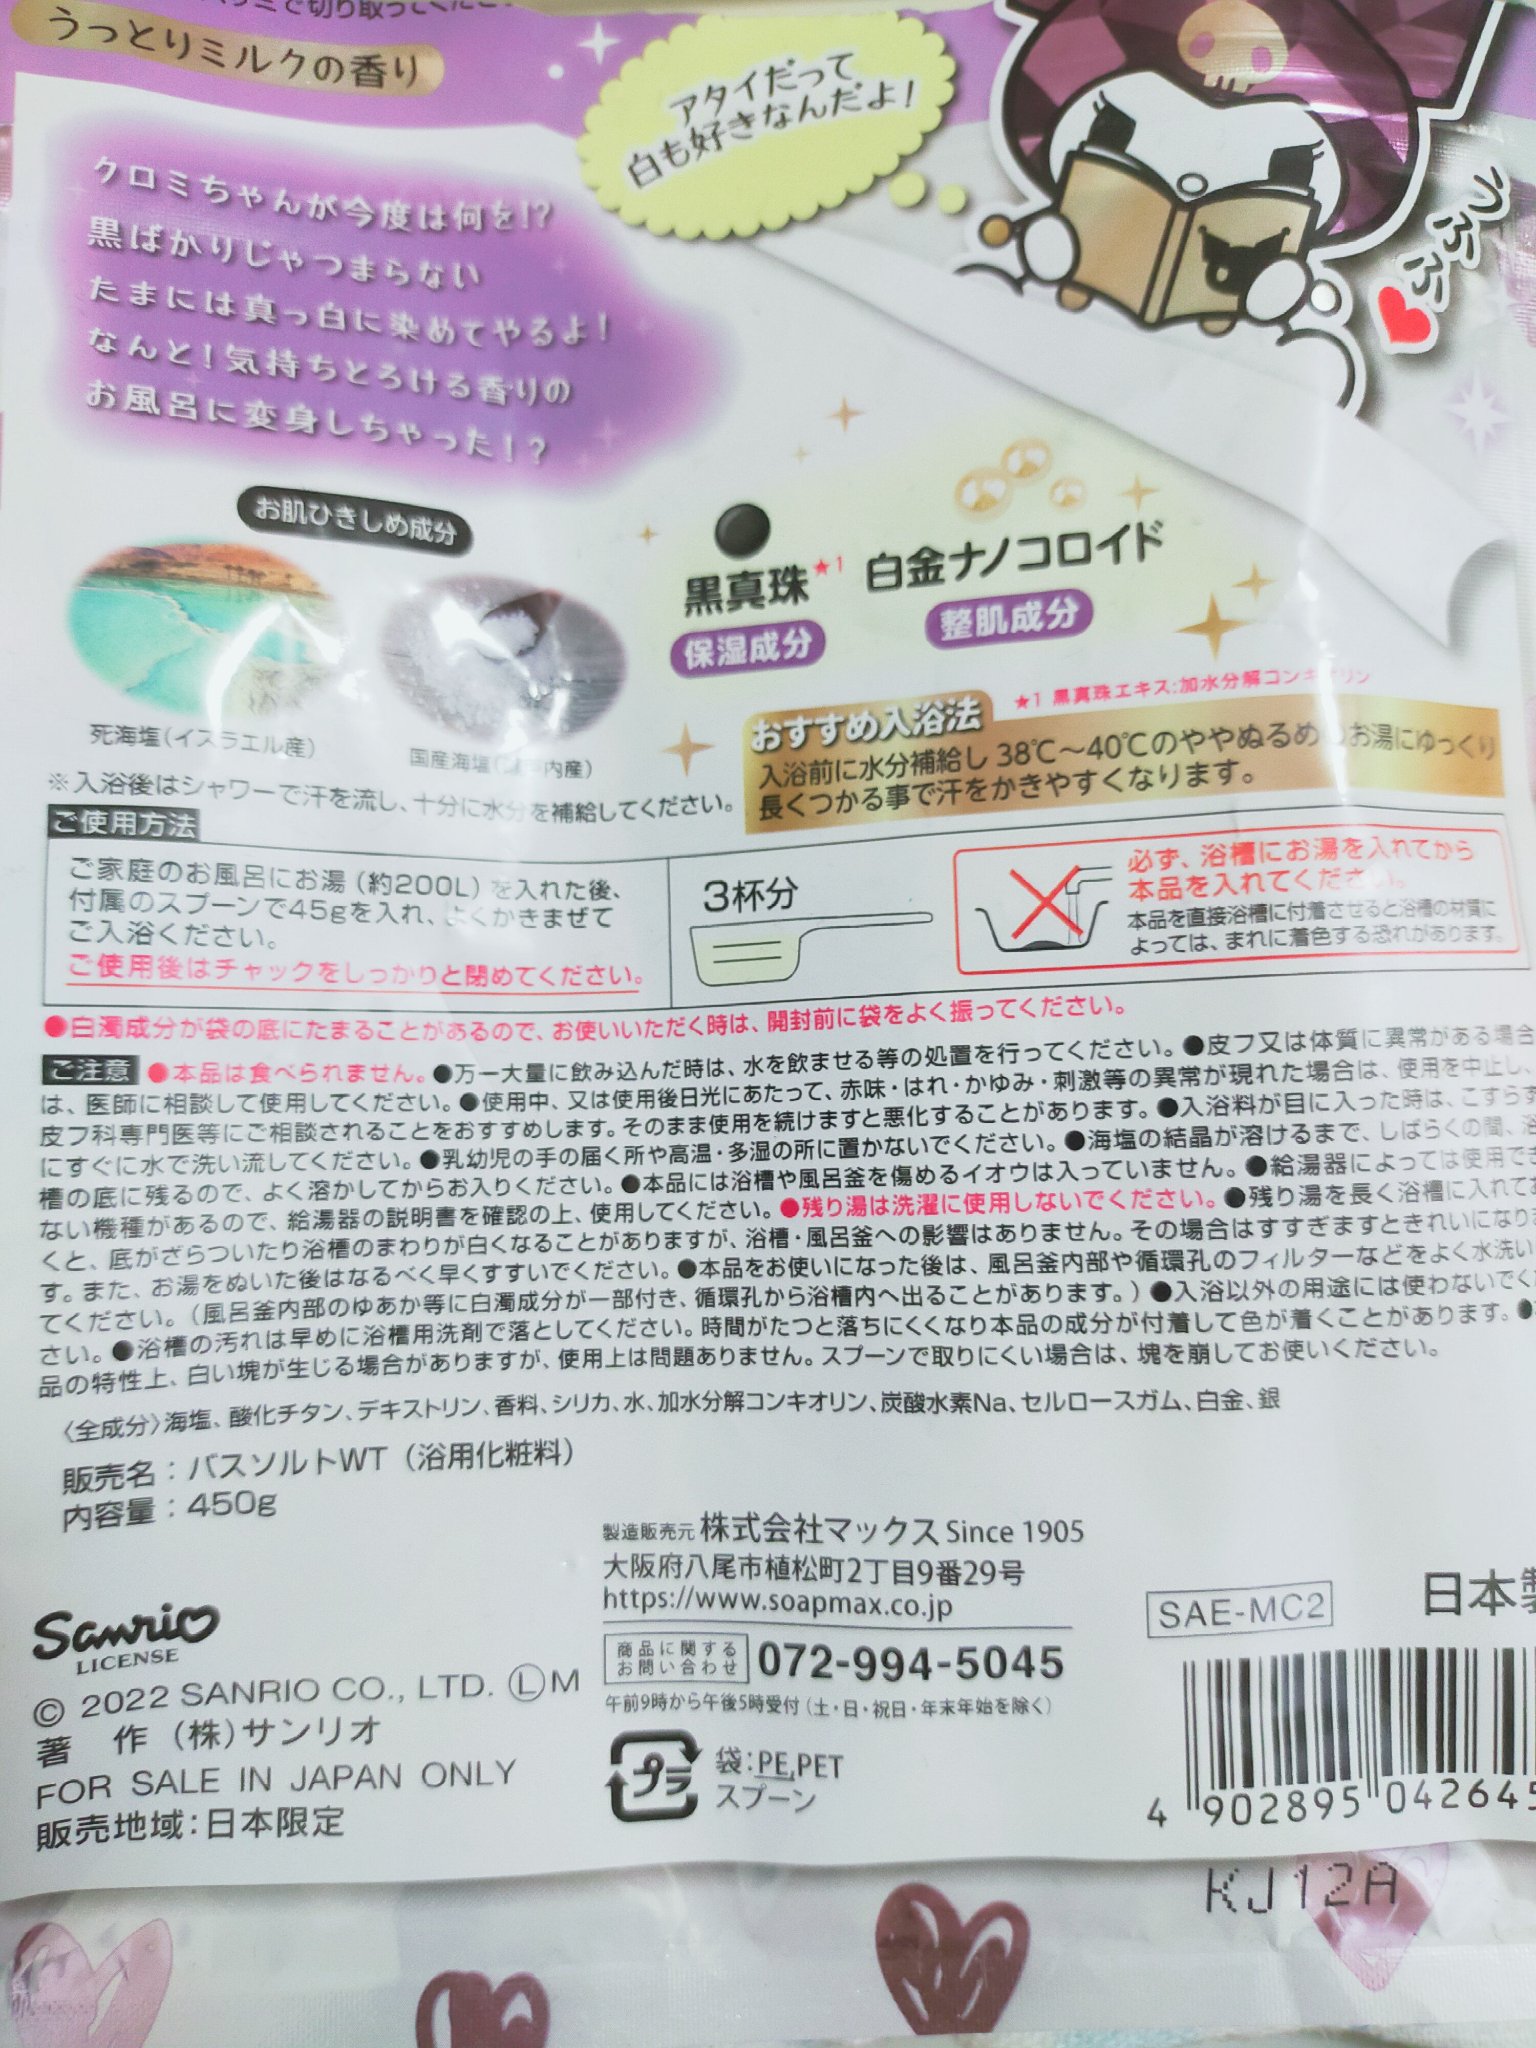 で切り取ってくださ
うっとりミルクの香り
アタイだって
白も好きなんだよ!
うふふ
クロミちゃんが今度は何を!?
黒ばかりじゃつまらない
たまには真っ白に染めてやるよ!
なんと!気持ちとろける香りの
お風呂に変身しちゃった!?
お肌ひきしめ成分
死海塩(イスラエル産)
国産海塩(瀬戸内産)
黒真珠★1
保湿成分
白金ナノコロイド
整肌成分
★1 黒真珠エキス:加水分解コンキオリン
おすすめ入浴法
入浴前に水分補給し 38℃〜40℃のややぬるめのお湯にゆっくり
長くつかる事で汗をかきやすくなります。
※入浴後はシャワーで汗を流し、十分に水分を補給してください。
ご使用方法
ご家庭のお風呂にお湯(約200L)を入れた後、
付属のスプーンで45gを入れ、よくかきまぜて
ご入浴ください。
ご使用後はチャックをしっかりと閉めてください。
3杯分
必ず、浴槽にお湯を入れてから
本品を入れてください。
本品を直接浴槽に付着させると浴槽の材質に
よっては、まれに着色する恐れがあります。
●白濁成分が袋の底にたまることがあるので、お使いいただく時は、開封前に袋をよく振ってください。
ご注意 ●本品は食べられません。●万一大量に飲み込んだ時は、水を飲ませる等の処置を行ってください。●皮フ又は体質に異常がある場合
は、医師に相談して使用してください。●使用中、又は使用後日光にあたって、赤味・はれ・かゆみ・刺激等の異常が現れた場合は、使用を中止し、
皮フ科専門医等にご相談されることをおすすめします。そのまま使用を続けますと悪化することがあります。●入浴料が目に入った時は、こすらず
にすぐに水で洗い流してください。●乳幼児の手の届く所や高温・多湿の所に置かないでください。●海塩の結晶が溶けるまで、しばらくの間、浴
槽の底に残るので、よく溶かしてからお入りください。●本品には浴槽や風呂釜を傷めるイオウは入っていません。●給湯器によっては使用でき
ない機種があるので、給湯器の説明書を確認の上、使用してください。●残り湯は洗濯に使用しないでください。●残り湯を長く浴槽に入れてお
くと、底がざらついたり浴槽のまわりが白くなることがありますが、浴槽・風呂釜への影響はありません。その場合はすすぎますときれいになりま
す。また、お湯をぬいた後はなるべく早くすすいでください。●本品をお使いになった後は、風呂釜内部や循環孔のフィルターなどをよく水洗い
てください。(風呂釜内部のゆあか等に白濁成分が一部付き、循環孔から浴槽内へ出ることがあります。)●入浴以外の用途には使わないでく
さい。●浴槽の汚れは早めに浴槽用洗剤で落としてください。時間がたつと落ちにくくなり本品の成分が付着して色が着くことがあります。●
品の特性上、白い塊が生じる場合がありますが、使用上は問題ありません。スプーンで取りにくい場合は、塊を崩してお使いください。
〈全成分〉海塩、酸化チタン、デキストリン、香料、シリカ、水、加水分解コンキオリン、炭酸水素Na、セルロースガム、白金、銀
販売名:バスソルトWT(浴用化粧料)
内容量:450g
製造販売元 株式会社マックス Since 1905
大阪府八尾市植松町2丁目9番29号
https://www.soapmax.co.jp
商品に関する
お問い合わせ
072-994-5045
午前9時から午後5時受付(土・日・祝日・年末年始を除く)
プラ
袋:PE,PET
スプーン
Sanrio
LICENSE
© 2022 SANRIO CO., LTD. Ⓛ M
著 作 (株)サンリオ
FOR SALE IN JAPAN ONLY
販売地域:日本限定
SAE-MC2
日本製
4 902895 042645
KJ12A